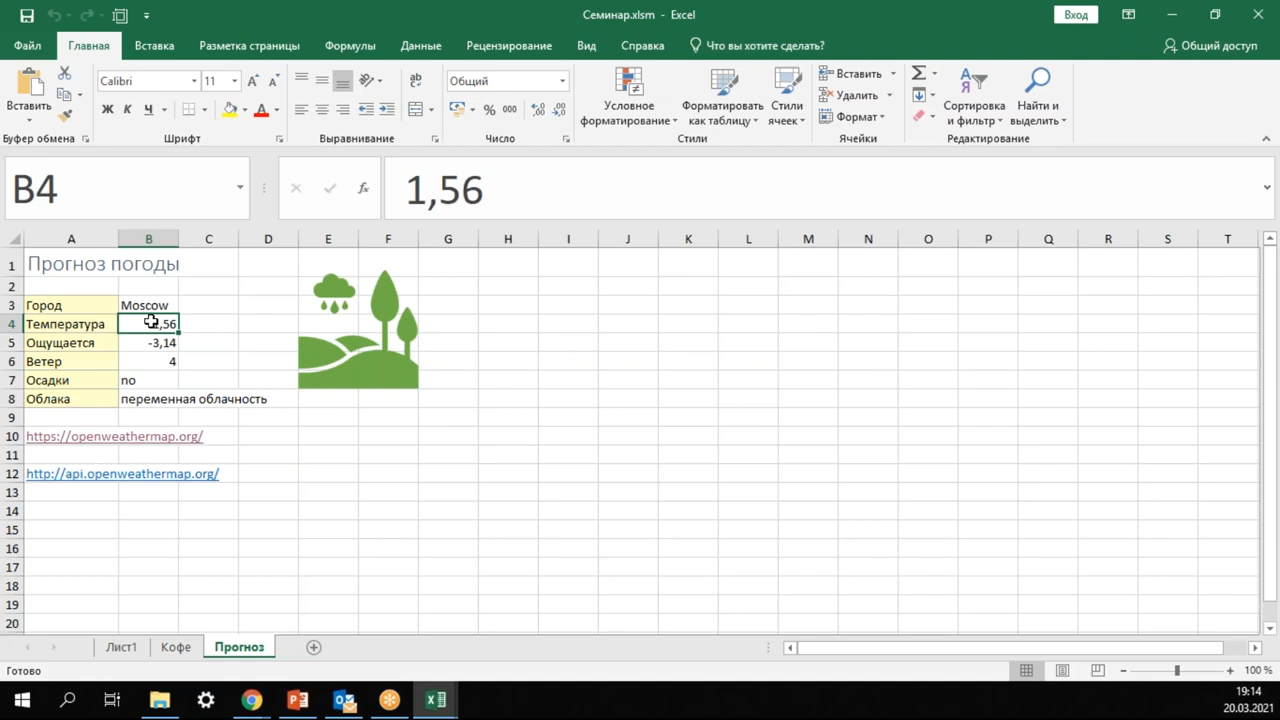 Семинар.xlsm - Excel
Вход
Файл Главная Вставка Разметка страницы Формулы Данные Рецензирование Вид Справка Что вы хотите сделать? Общий доступ
Вставить
Буфер обмена
Calibri 11
Ж К Ч
Шрифт
Выравнивание
Общий
% 000
Число
Условное форматирование
Форматировать как таблицу
Стили ячеек
Стили
Вставить
Удалить
Формат
Ячейки
Сортировка и фильтр
Найти и выделить
Редактирование
B4 fx 1,56
A B C D E F G H I J K L M N O P Q R S T
1 Прогноз погоды
2
3 Город Moscow
4 Температура 1,56
5 Ощущается -3,14
6 Ветер 4
7 Осадки no
8 Облака переменная облачность
9
10 https://openweathermap.org/
11
12 http://api.openweathermap.org/
13
14
15
16
17
18
19
20
Лист1 Кофе Прогноз
Готово 100 %
19:14
20.03.2021